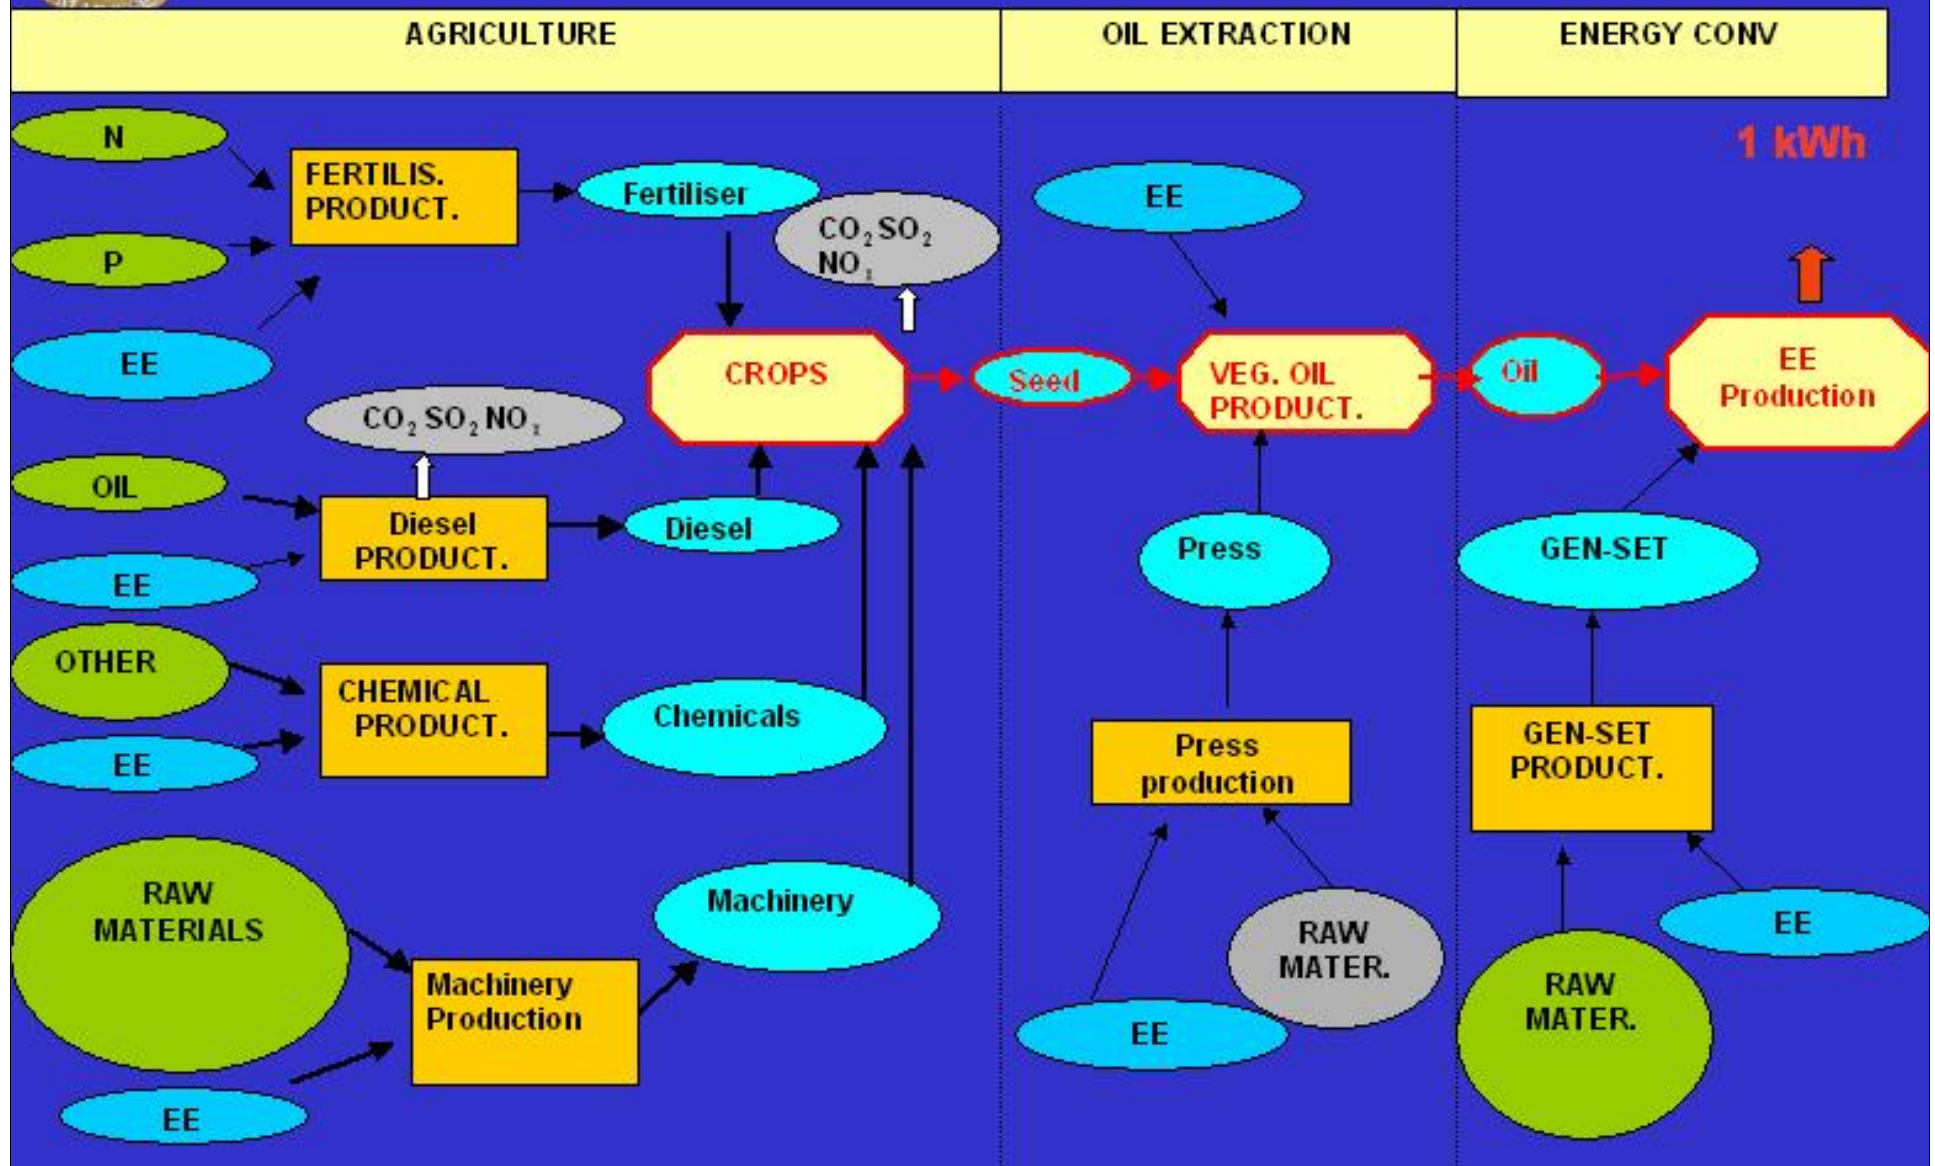 AGRICULTURE
OIL EXTRACTION
ENERGY CONV
N
P
EE
FERTILIS.
PRODUCT.
Fertiliser
CO2 SO2
NOx
CROPS
CO2 SO2 NOx
OIL
EE
Diesel
PRODUCT.
Diesel
OTHER
EE
CHEMICAL
PRODUCT.
Chemicals
RAW
MATERIALS
EE
Machinery
Production
Machinery
EE
Seed
VEG. OIL
PRODUCT.
Press
Press
production
EE
RAW
MATER.
1 kWh
Oil
EE
Production
GEN-SET
GEN-SET
PRODUCT.
RAW
MATER.
EE